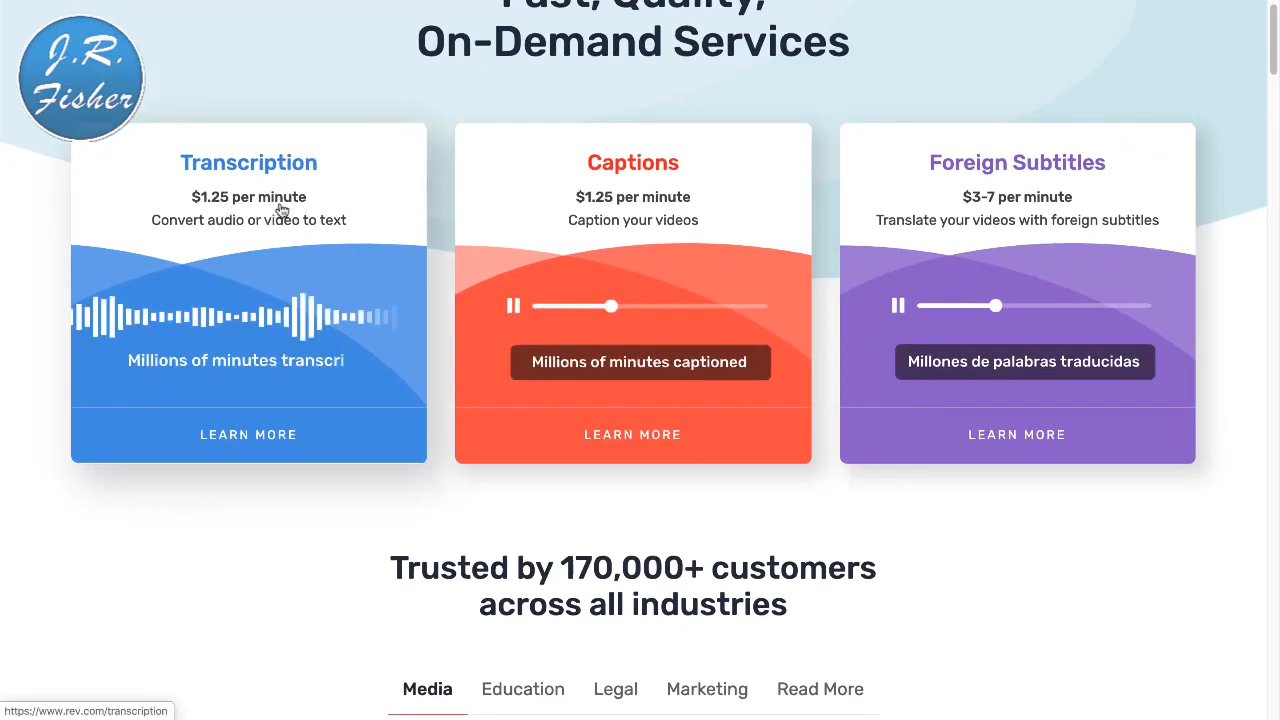 Fast, Quality,
On-Demand Services
J.R.
Fisher
Transcription
$1.25 per minute
Convert audio or video to text
Millions of minutes transcri
LEARN MORE
Captions
$1.25 per minute
Caption your videos
Millions of minutes captioned
LEARN MORE
Foreign Subtitles
$3-7 per minute
Translate your videos with foreign subtitles
Millones de palabras traducidas
LEARN MORE
Trusted by 170,000+ customers
across all industries
Media Education Legal Marketing Read More
https://www.rev.com/transcription